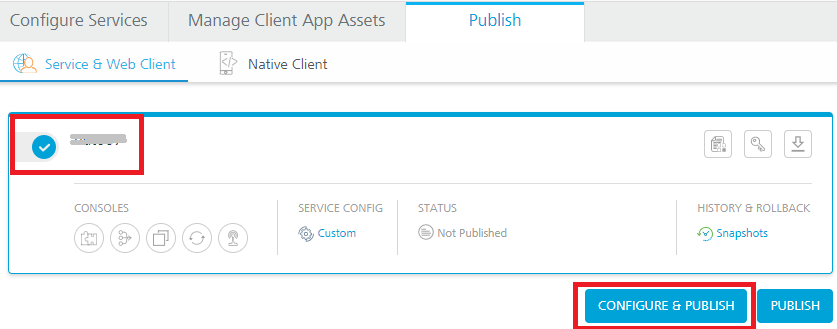 Configure Services Manage Client App Assets Publish
Service & Web Client Native Client
CONSOLES SERVICE CONFIG STATUS HISTORY & ROLLBACK
Custom Not Published Snapshots
CONFIGURE & PUBLISH PUBLISH